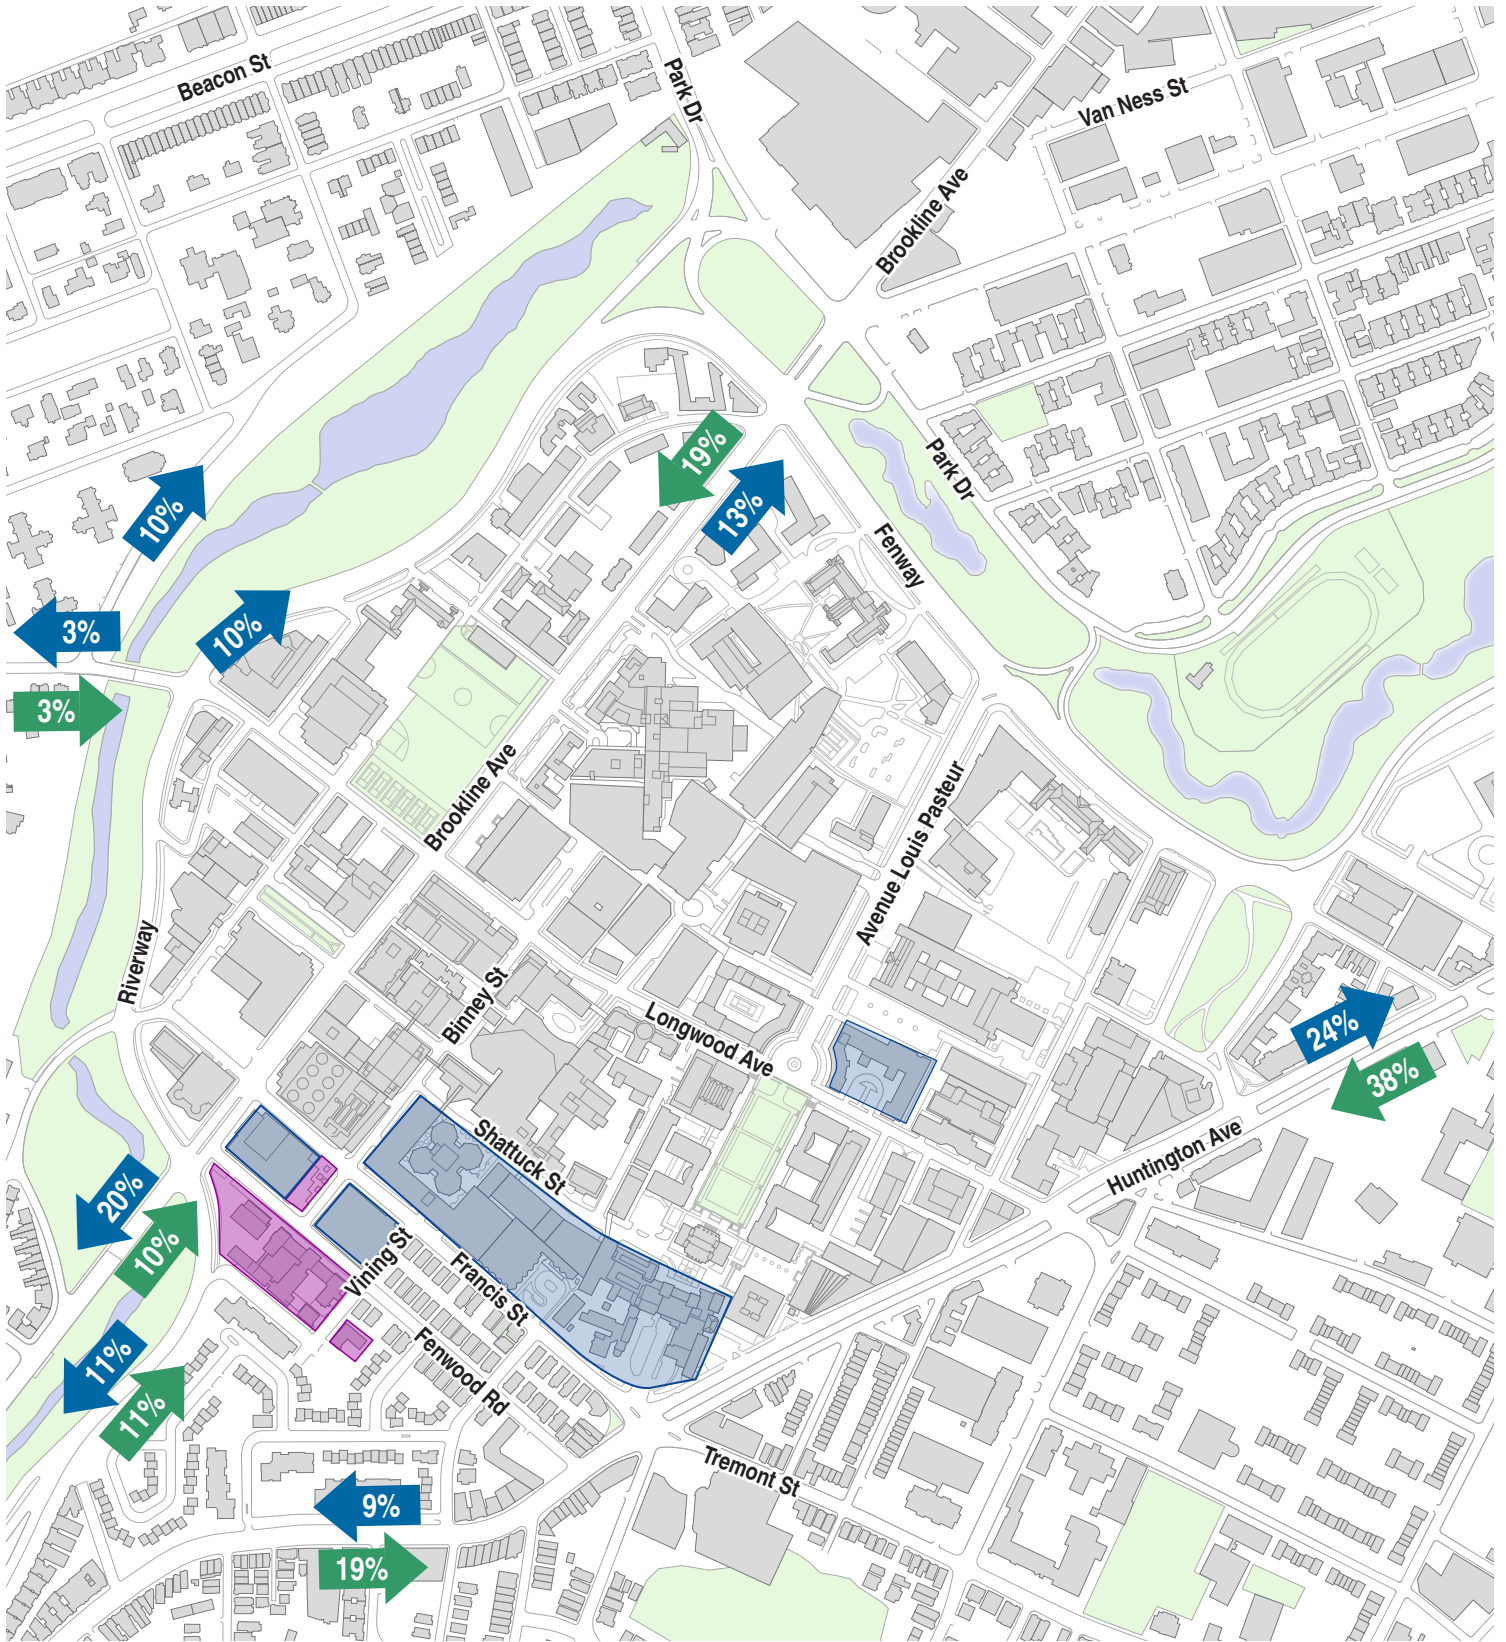 Beacon St
Park Dr
Van Ness St
Brookline Ave
19%
13%
Park Dr
10%
Fenway
3%
10%
3%
Brookline Ave
Avenue Louis Pasteur
Riverway
Binney St
Longwood Ave
24%
38%
Shattuck St
Huntington Ave
20%
10%
Vining St
Francis St
11%
Fenwood Rd
11%
Tremont St
9%
19%